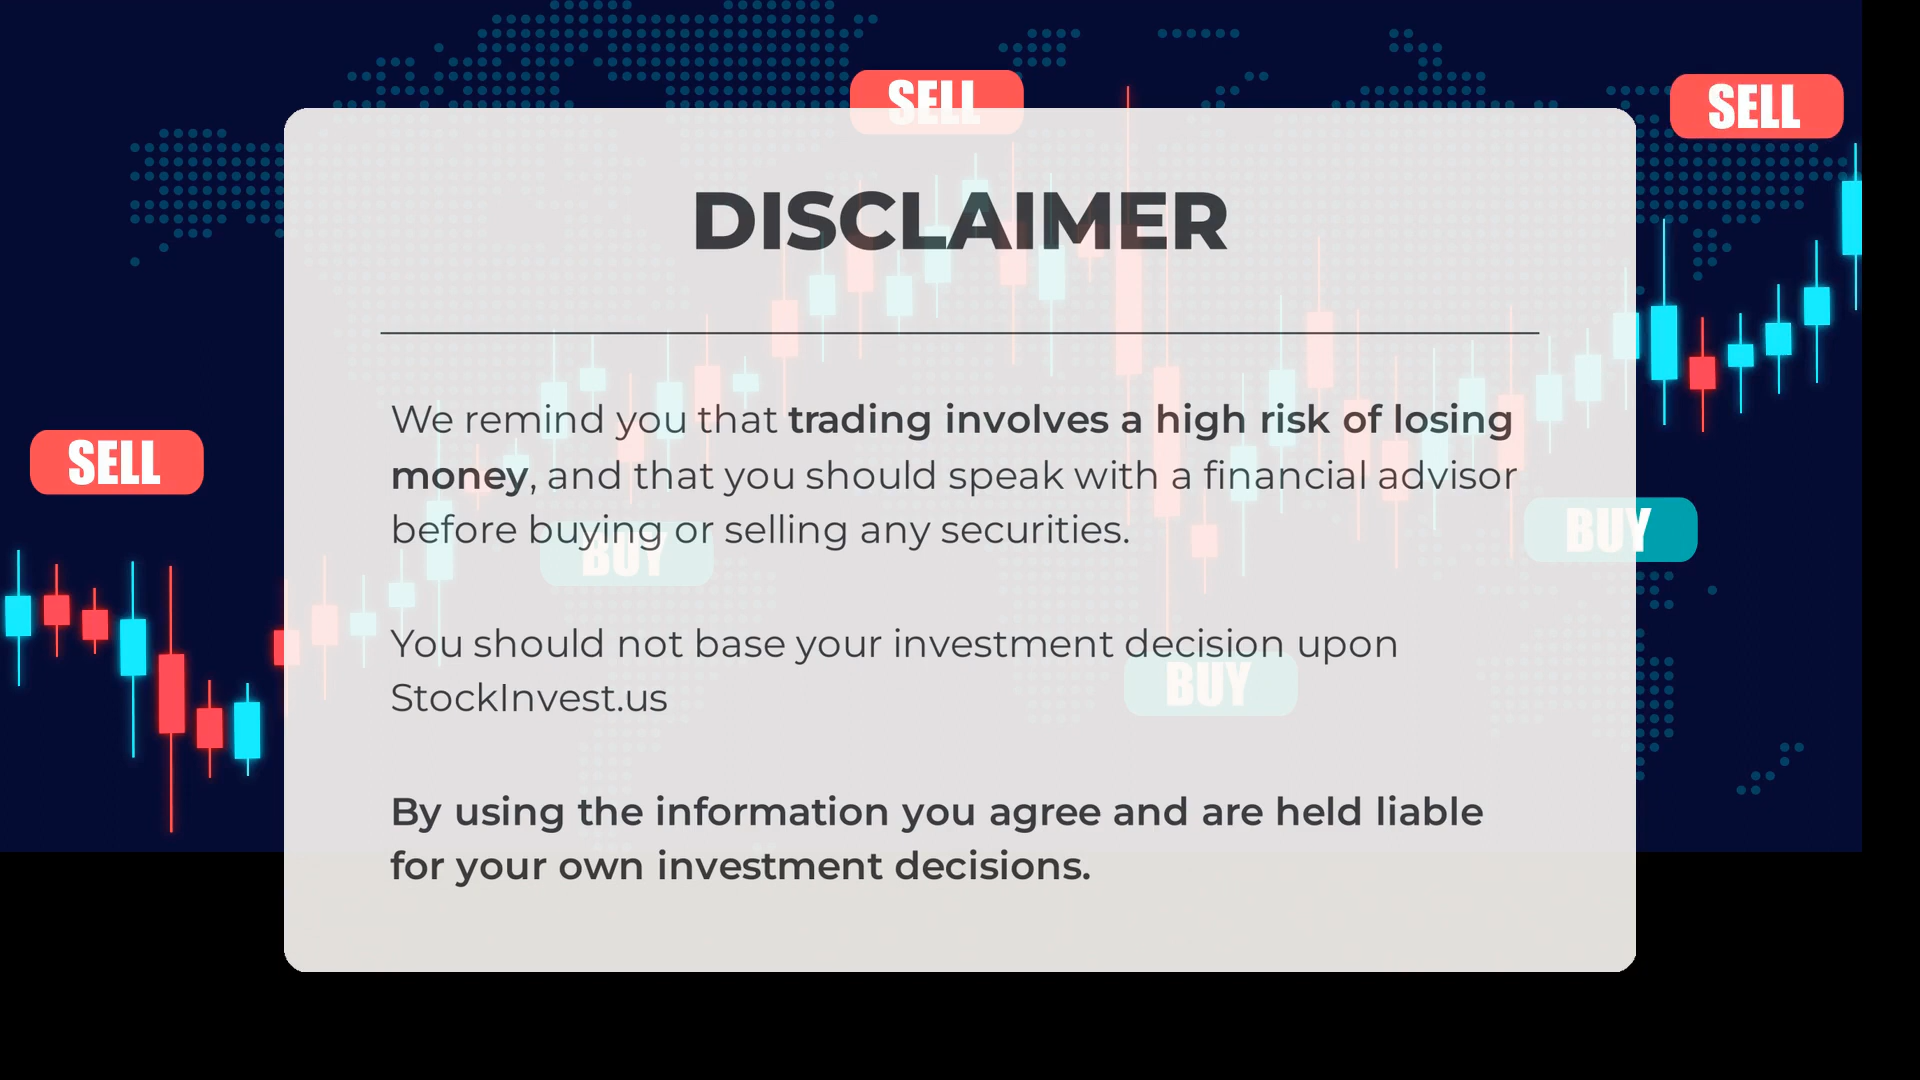 SELL
SELL
DISCLAIMER
We remind you that trading involves a high risk of losing
money, and that you should speak with a financial advisor
before buying or selling any securities.
SELL
BUY
BUY
You should not base your investment decision upon
StockInvest.us
BUY
By using the information you agree and are held liable
for your own investment decisions.